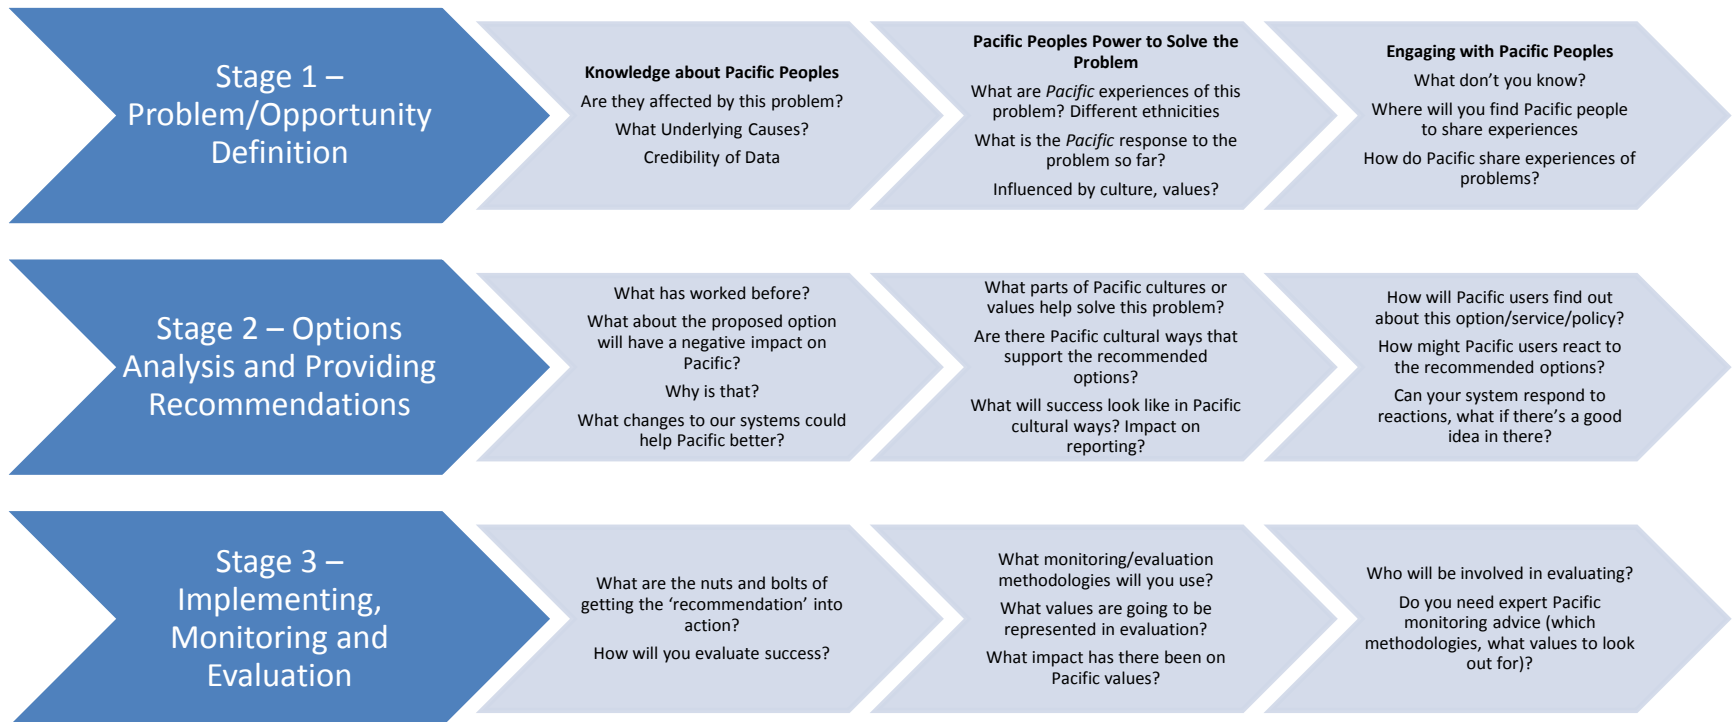 Stage 1 –
Problem/Opportunity
Definition
Knowledge about Pacific Peoples
Are they affected by this problem?
What Underlying Causes?
Credibility of Data
Pacific Peoples Power to Solve the
Problem
What are Pacific experiences of this
problem? Different ethnicities
What is the Pacific response to the
problem so far?
Influenced by culture, values?
Engaging with Pacific Peoples
What don't you know?
Where will you find Pacific people
to share experiences
How do Pacific share experiences of
problems?
Stage 2 – Options
Analysis and Providing
Recommendations
What has worked before?
What about the proposed option
will have a negative impact on
Pacific?
Why is that?
What changes to our systems could
help Pacific better?
What parts of Pacific cultures or
values help solve this problem?
Are there Pacific cultural ways that
support the recommended
options?
What will success look like in Pacific
cultural ways? Impact on
reporting?
How will Pacific users find out
about this option/service/policy?
How might Pacific users react to
the recommended options?
Can your system respond to
reactions, what if there's a good
idea in there?
Stage 3 –
Implementing,
Monitoring and
Evaluation
What are the nuts and bolts of
getting the 'recommendation' into
action?
How will you evaluate success?
What monitoring/evaluation
methodologies will you use?
What values are going to be
represented in evaluation?
What impact has there been on
Pacific values?
Who will be involved in evaluating?
Do you need expert Pacific
monitoring advice (which
methodologies, what values to look
out for)?